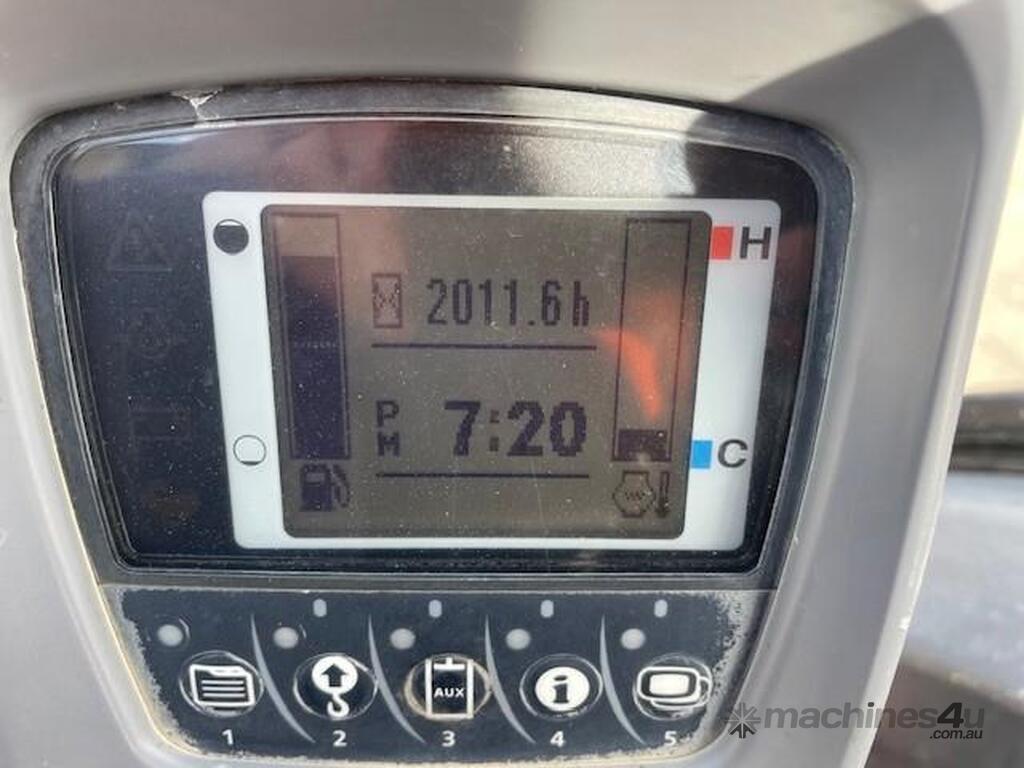 H
2011.6h
PM 7:20
C
AUX
1 2 3 4 5
machines4u
.com.au